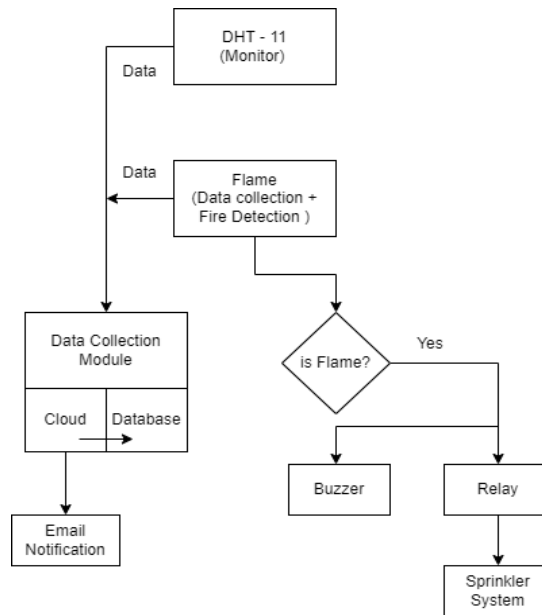 DHT - 11
(Monitor)
Data
Data
Flame
(Data collection +
Fire Detection )
Data Collection
Module
is Flame?
Yes
Cloud
Database
Buzzer
Relay
Email
Notification
Sprinkler
System